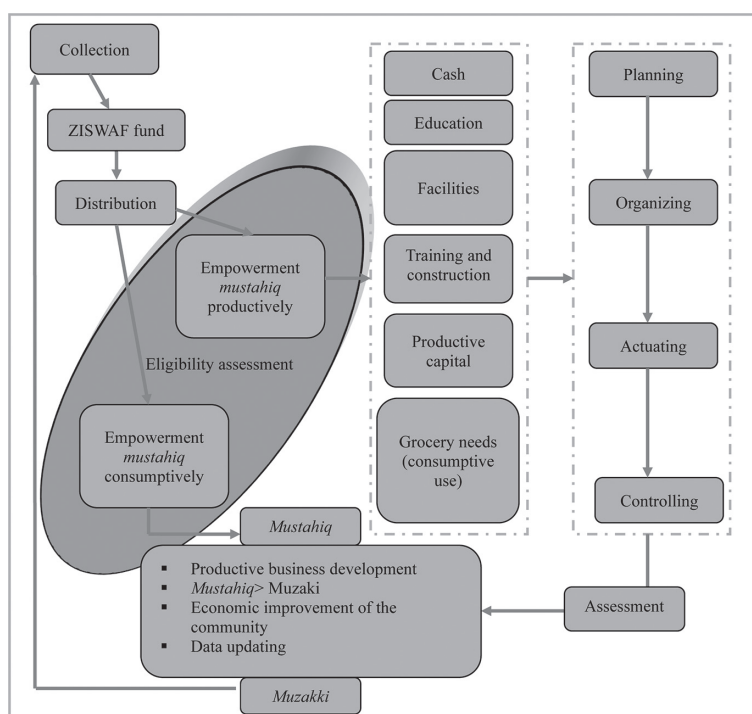 Collection
ZISWAF fund
Distribution
Empowerment
mustahiq
productively
Eligibility assessment
Empowerment
mustahiq
consumptively
Cash
Education
Facilities
Training and
construction
Productive
capital
Grocery needs
(consumptive
use)
Planning
Organizing
Actuating
Controlling
Assessment
Mustahiq
▪ Productive business development
▪ Mustahiq> Muzaki
▪ Economic improvement of the
community
▪ Data updating
Muzakki